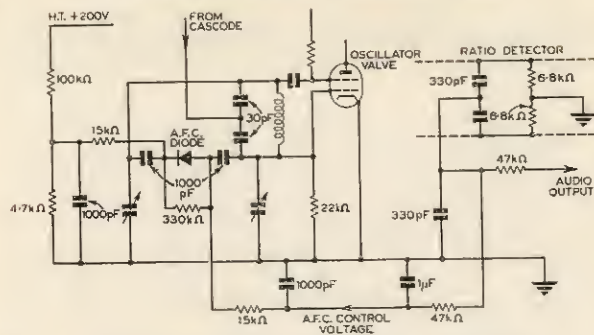 H.T. +200V
FROM
CASCODE
OSCILLATOR
VALVE
RATIO DETECTOR
100kΩ
330pF
6·8kΩ
30pF
6·8kΩ
15kΩ
A.F.C.
DIODE
47kΩ
1000
pF
AUDIO
OUTPUT
4·7kΩ
1000pF
330kΩ
22kΩ
330pF
1000pF
1μF
15kΩ
A.F.C. CONTROL
VOLTAGE
47kΩ